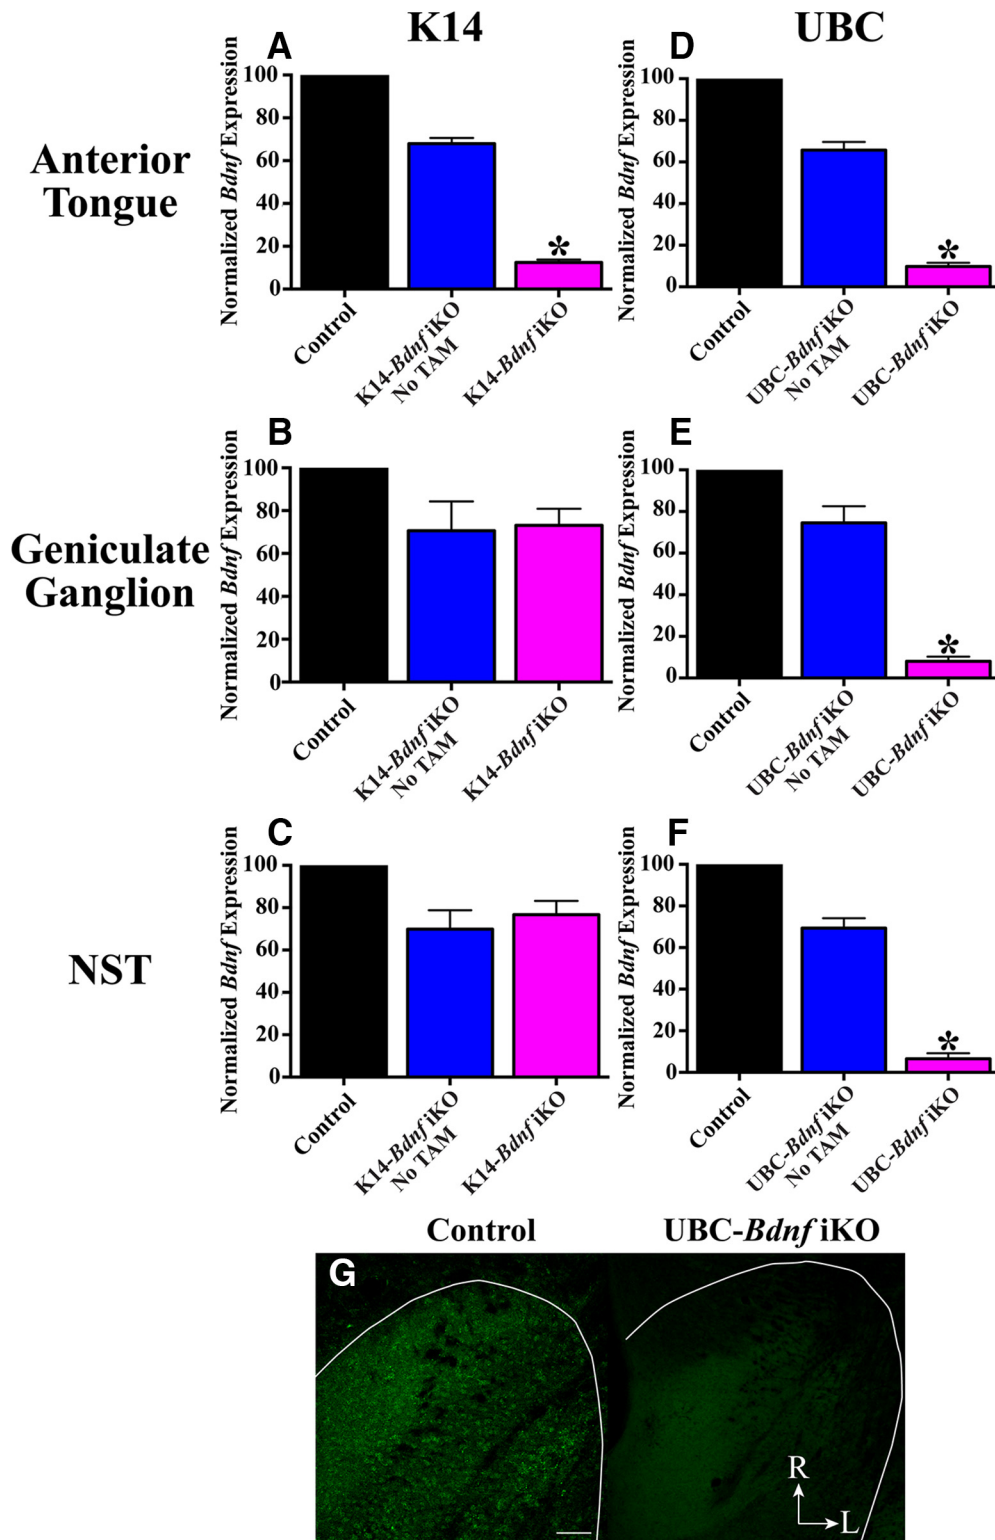 K14
UBC
Anterior
Tongue
A
Normalized Bdnf Expression
100
80
60
40
20
0
*
Control
K14-Bdnf iKO
No TAM
K14-Bdnf iKO
D
Normalized Bdnf Expression
100
80
60
40
20
0
*
Control
UBC-Bdnf iKO
No TAM
UBC-Bdnf iKO
Geniculate
Ganglion
B
Normalized Bdnf Expression
100
80
60
40
20
0
Control
K14-Bdnf iKO
No TAM
K14-Bdnf iKO
E
Normalized Bdnf Expression
100
80
60
40
20
0
*
Control
UBC-Bdnf iKO
No TAM
UBC-Bdnf iKO
NST
C
Normalized Bdnf Expression
100
80
60
40
20
0
Control
K14-Bdnf iKO
No TAM
K14-Bdnf iKO
F
Normalized Bdnf Expression
100
80
60
40
20
0
*
Control
UBC-Bdnf iKO
No TAM
UBC-Bdnf iKO
Control
UBC-Bdnf iKO
G
R
L